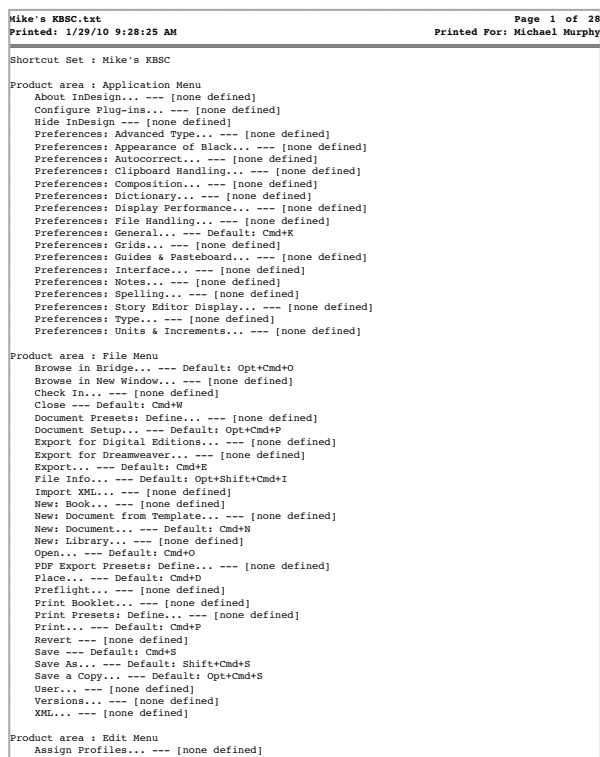 Mike's KBSC.txt Page 1 of 28
Printed: 1/29/10 9:28:25 AM Printed For: Michael Murphy
Shortcut Set : Mike's KBSC
Product area : Application Menu
About InDesign... --- [none defined]
Configure Plug-ins... --- [none defined]
Hide InDesign --- [none defined]
Preferences: Advanced Type... --- [none defined]
Preferences: Appearance of Black... --- [none defined]
Preferences: Autocorrect... --- [none defined]
Preferences: Clipboard Handling... --- [none defined]
Preferences: Composition... --- [none defined]
Preferences: Dictionary... --- [none defined]
Preferences: Display Performance... --- [none defined]
Preferences: File Handling... --- [none defined]
Preferences: General... --- Default: Cmd+K
Preferences: Grids... --- [none defined]
Preferences: Guides & Pasteboard... --- [none defined]
Preferences: Interface... --- [none defined]
Preferences: Notes... --- [none defined]
Preferences: Spelling... --- [none defined]
Preferences: Story Editor Display... --- [none defined]
Preferences: Type... --- [none defined]
Preferences: Units & Increments... --- [none defined]
Product area : File Menu
Browse in Bridge... --- Default: Opt+Cmd+O
Browse in New Window... --- [none defined]
Check In... --- [none defined]
Close --- Default: Cmd+W
Document Presets: Define... --- [none defined]
Document Setup... --- Default: Opt+Cmd+P
Export for Digital Editions... --- [none defined]
Export for Dreamweaver... --- [none defined]
Export... --- Default: Cmd+E
File Info... --- Default: Opt+Shift+Cmd+I
Import XML... --- [none defined]
New: Book... --- [none defined]
New: Document from Template... --- [none defined]
New: Document... --- Default: Cmd+N
New: Library... --- [none defined]
Open... --- Default: Cmd+O
PDF Export Presets: Define... --- [none defined]
Place... --- Default: Cmd+D
Preflight... --- [none defined]
Print Booklet... --- [none defined]
Print Presets: Define... --- [none defined]
Print... --- Default: Cmd+P
Revert --- [none defined]
Save --- Default: Cmd+S
Save As... --- Default: Shift+Cmd+S
Save a Copy... --- Default: Opt+Cmd+S
User... --- [none defined]
Versions... --- [none defined]
XML... --- [none defined]
Product area : Edit Menu
Assign Profiles... --- [none defined]